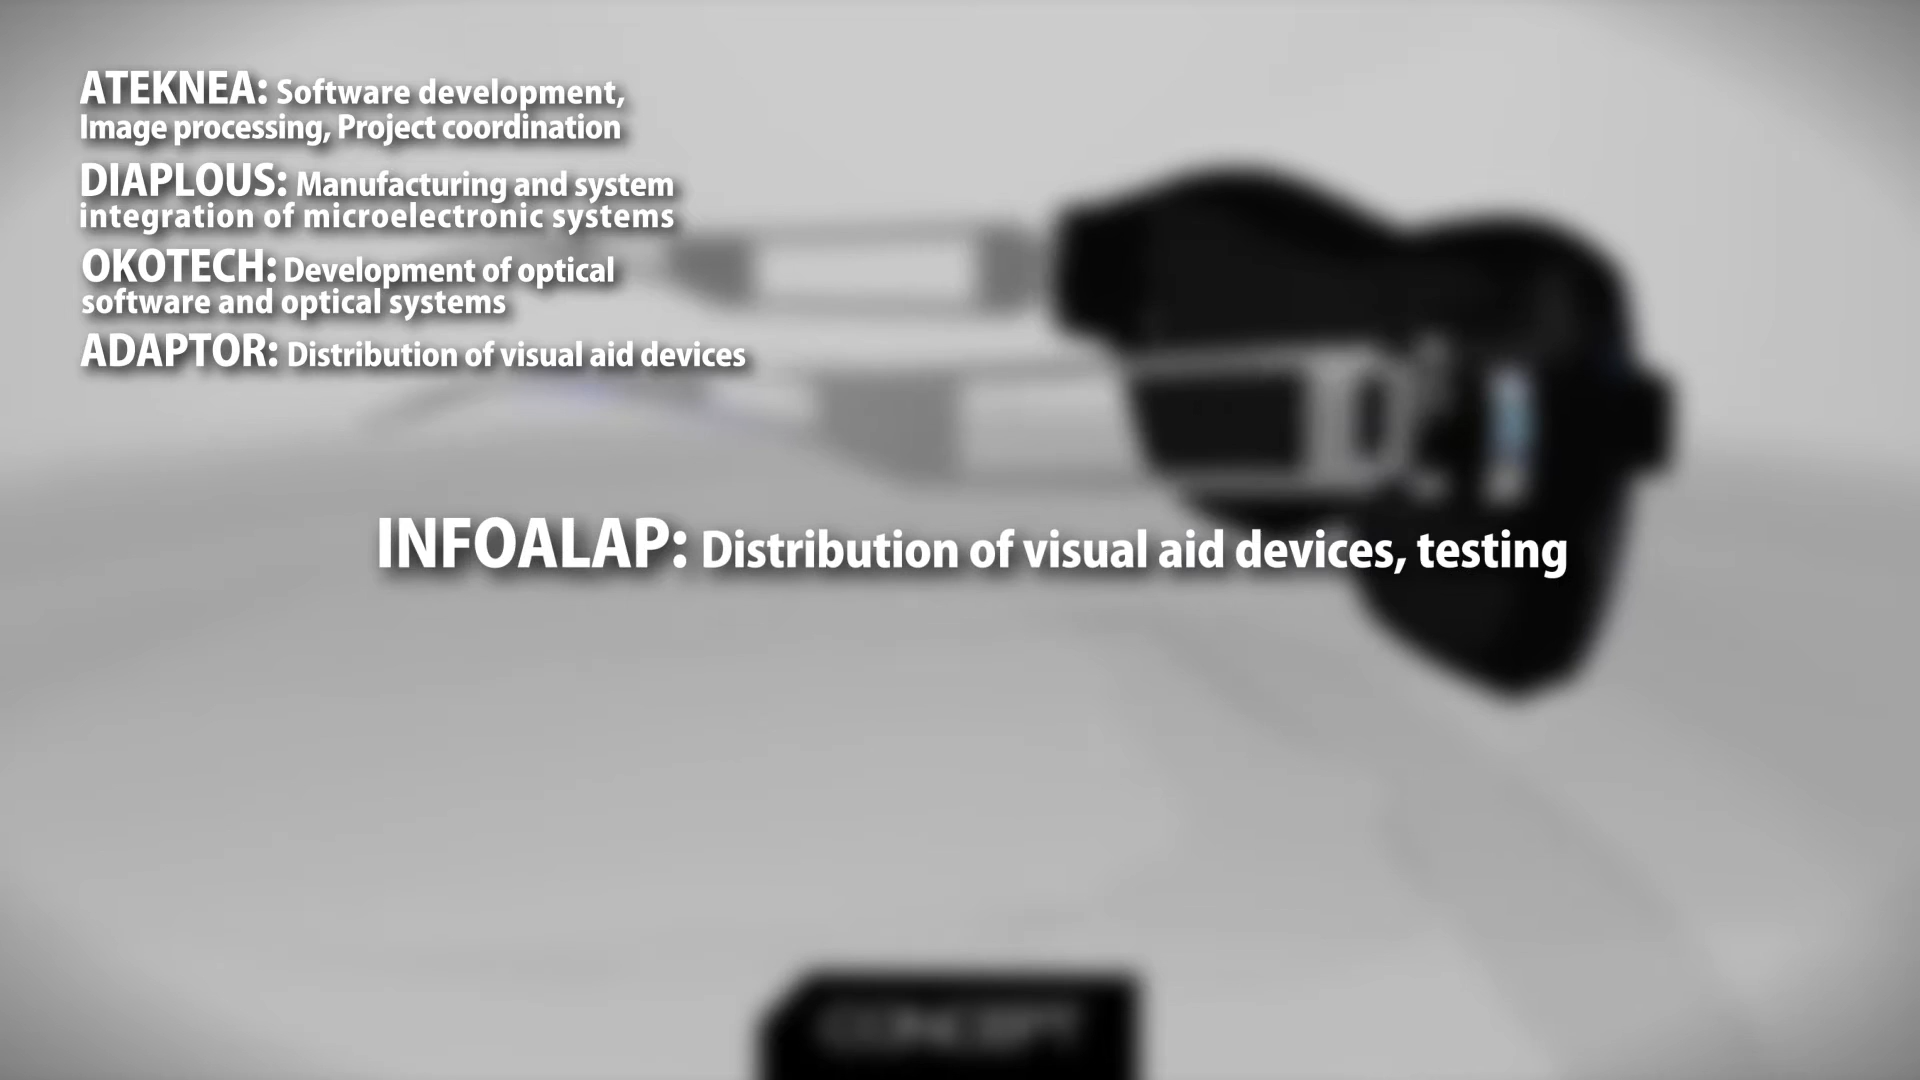 ATEKNEA: Software development,
Image processing, Project coordination
DIAPLOUS: Manufacturing and system
integration of microelectronic systems
OKOTECH: Development of optical
software and optical systems
ADAPTOR: Distribution of visual aid devices
INFOALAP: Distribution of visual aid devices, testing
CONCEPT